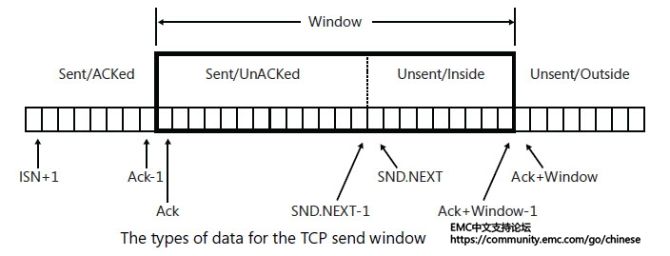 Window
Sent/ACKed Sent/UnACKed Unsent/Inside Unsent/Outside
ISN+1 Ack-1 SND.NEXT Ack+Window
Ack SND.NEXT-1 Ack+Window-1
The types of data for the TCP send window
EMC中文支持论坛
https://community.emc.com/go/chinese